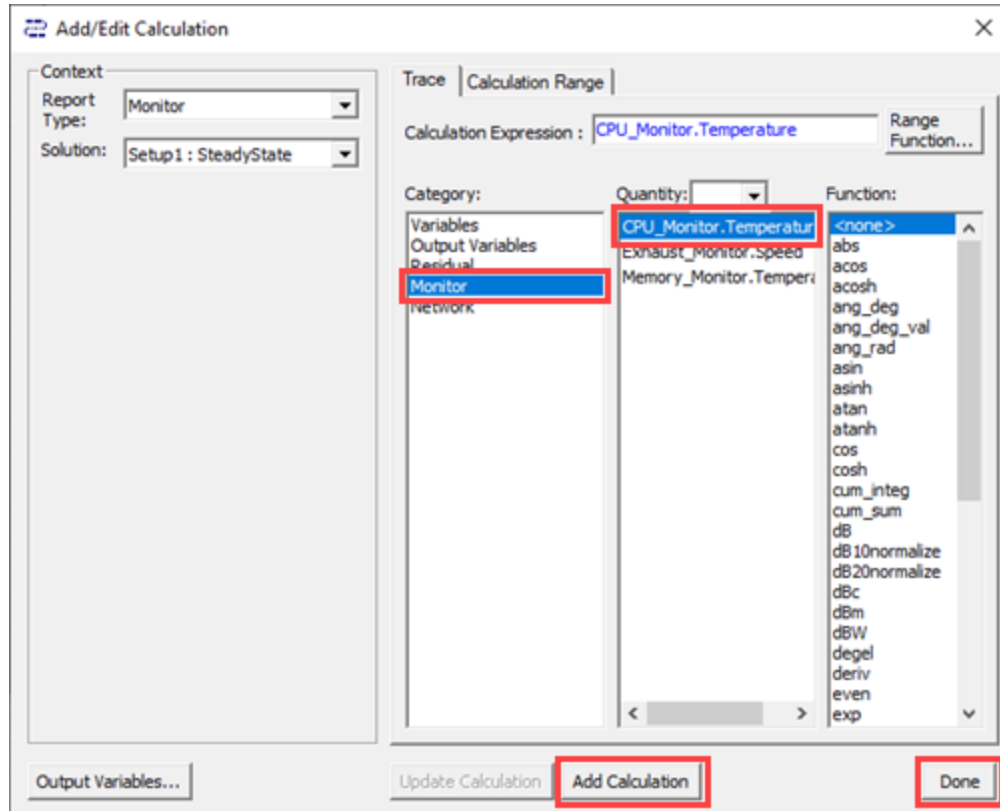 Add/Edit Calculation
Context
Report Type:
Monitor
Solution:
Setup1 : SteadyState
Trace
Calculation Range
Calculation Expression :
CPU_Monitor.Temperature
Range Function...
Category:
Variables
Output Variables
Residual
Monitor
Network
Quantity:
CPU_Monitor.Temperatur
Exhaust_Monitor.Speed
Memory_Monitor.Tempera
Function:
<none>
abs
acos
acosh
ang_deg
ang_deg_val
ang_rad
asin
asinh
atan
atanh
cos
cosh
cum_integ
cum_sum
dB
dB10normalize
dB20normalize
dBc
dBm
dBW
degel
deriv
even
exp
Output Variables...
Update Calculation
Add Calculation
Done